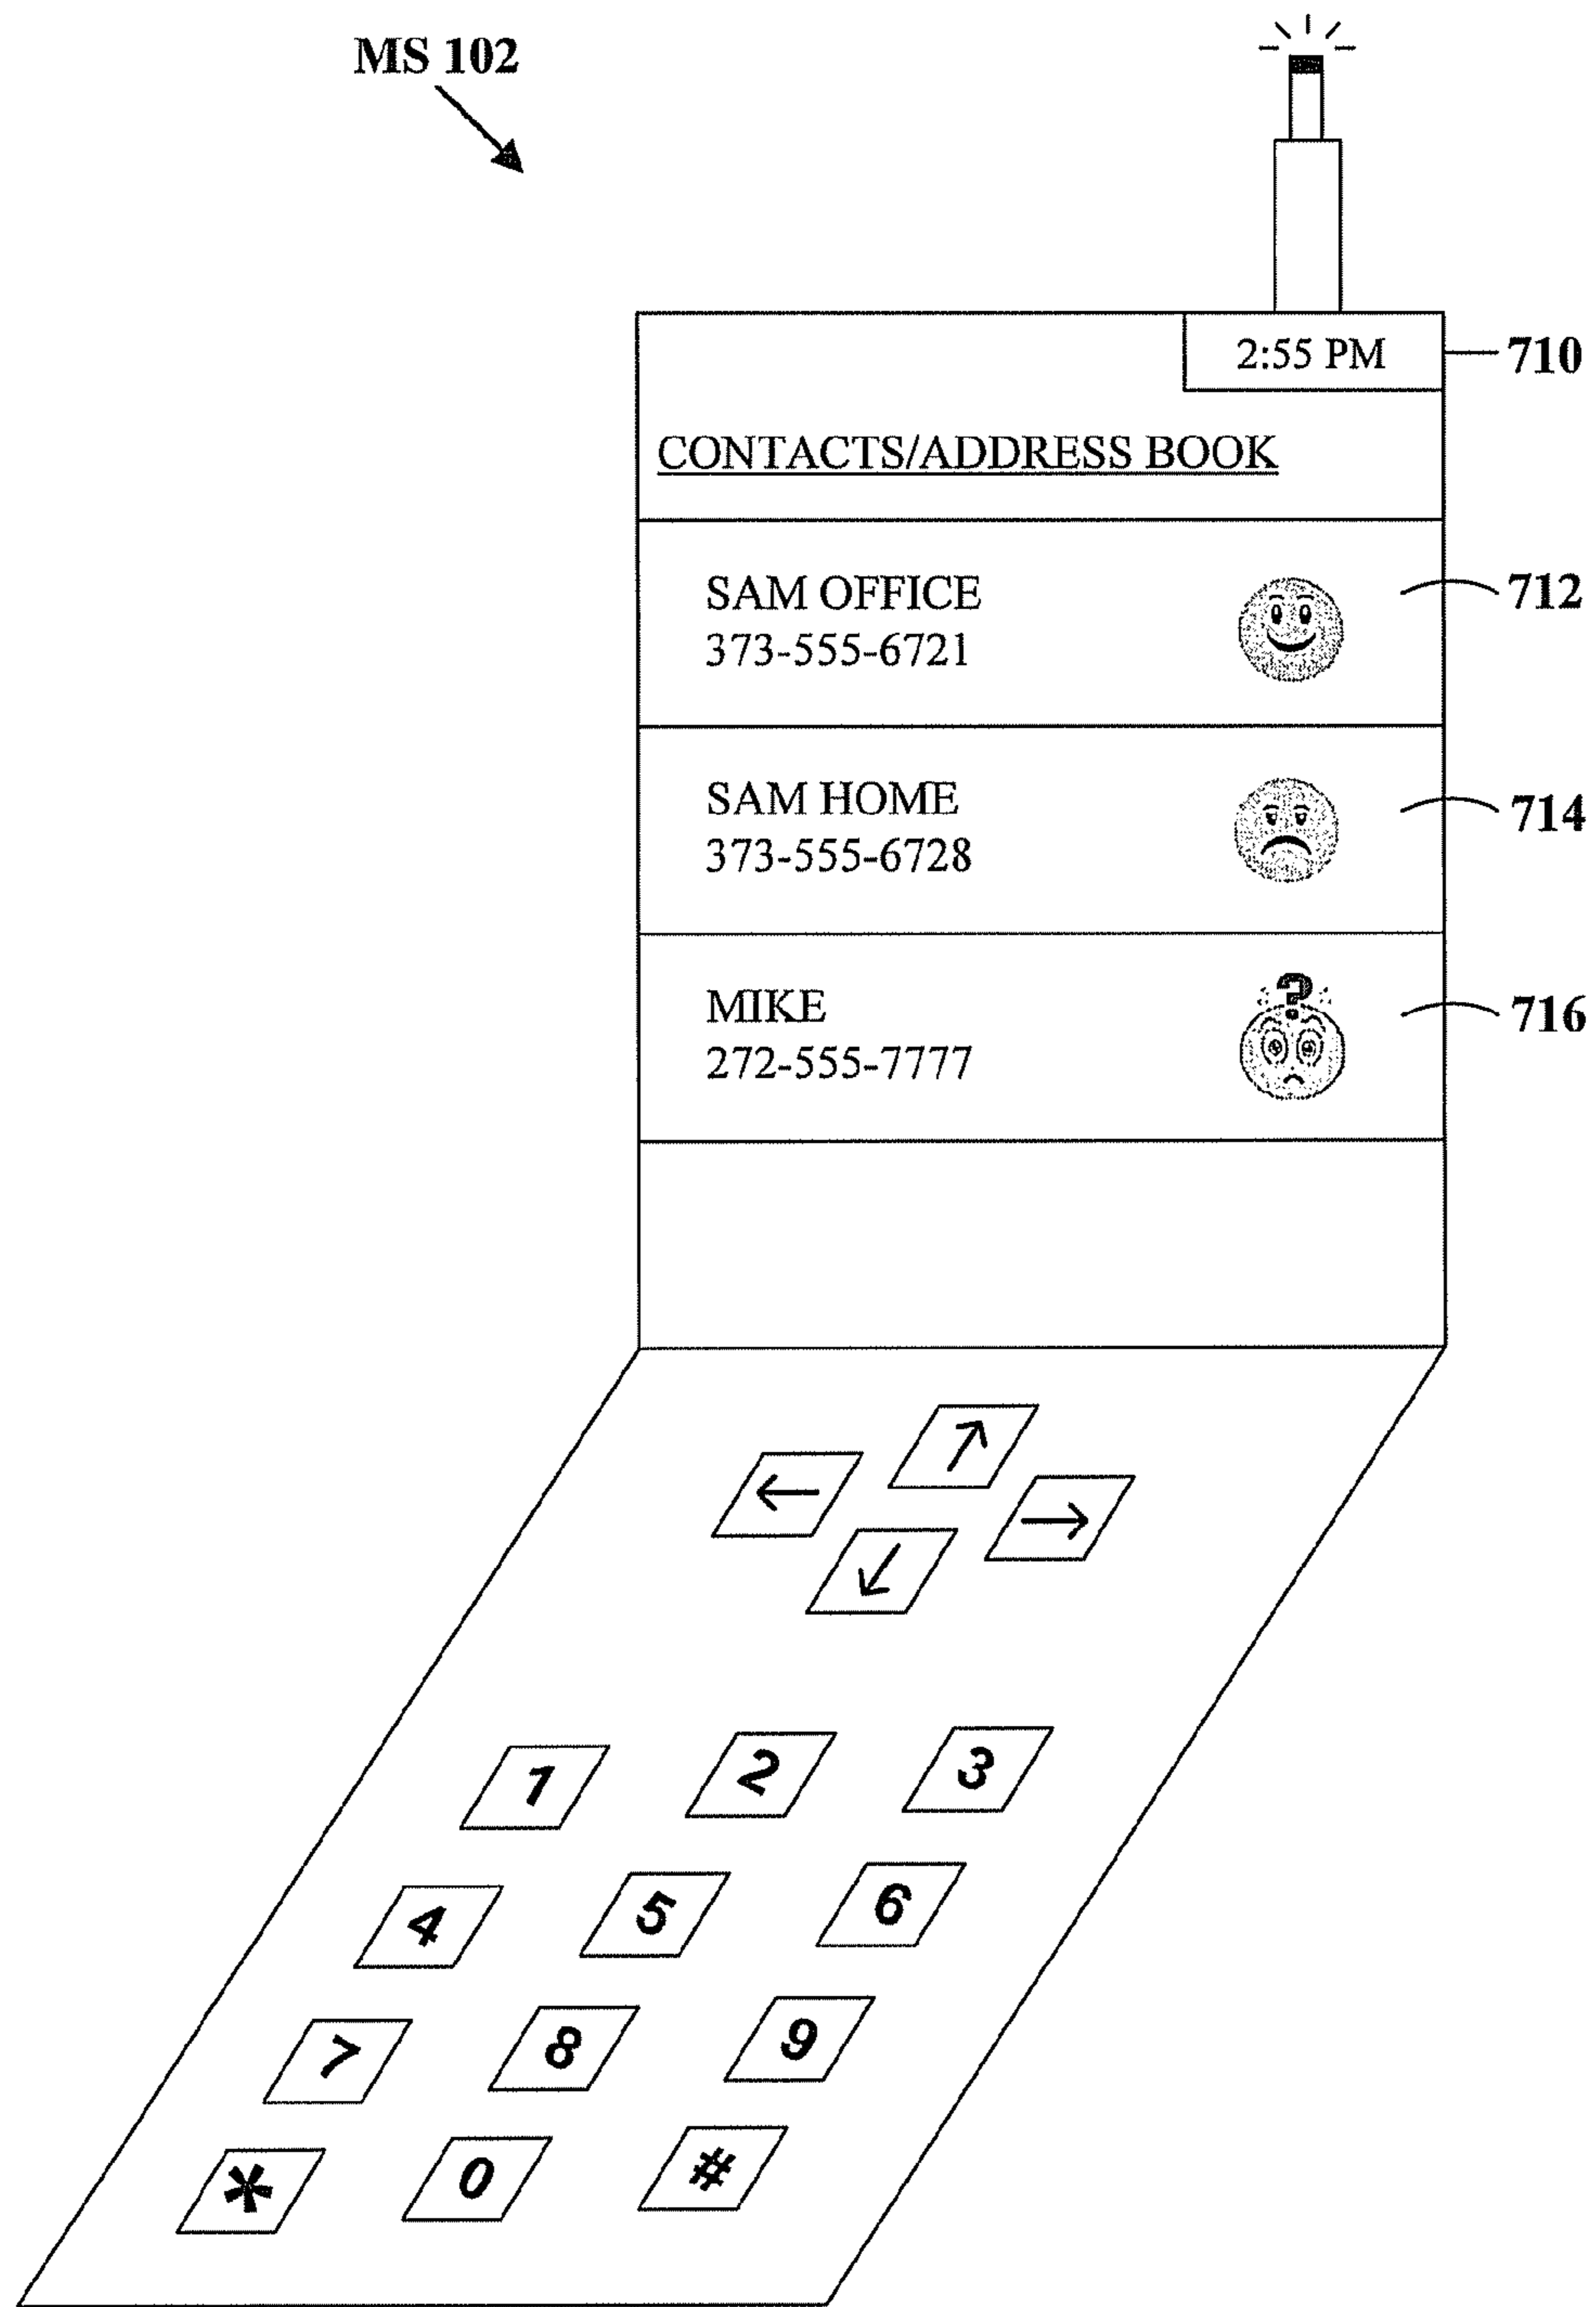 MS 102
2:55 PM
710
CONTACTS/ADDRESS BOOK
SAM OFFICE
373-555-6721
712
SAM HOME
373-555-6728
714
MIKE
272-555-7777
?
716
1 2 3
4 5 6
7 8 9
* 0 #